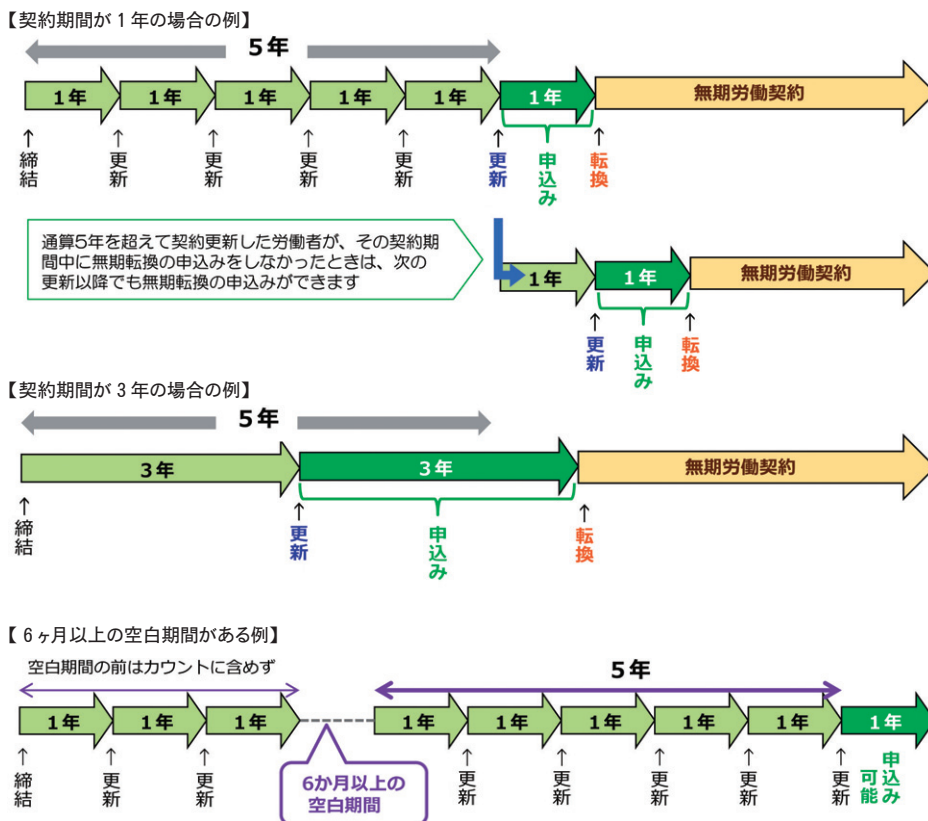 【契約期間が1年の場合の例】
5年
1年 1年 1年 1年 1年 1年 無期労働契約
↑締結 ↑更新 ↑更新 ↑更新 ↑更新 ↑更新 申込み ↑転換
通算5年を超えて契約更新した労働者が、その契約期
間中に無期転換の申込みをしなかったときは、次の
更新以降でも無期転換の申込みができます
1年 1年 無期労働契約
↑更新 申込み ↑転換
【契約期間が3年の場合の例】
5年
3年 3年 無期労働契約
↑締結 ↑更新 申込み ↑転換
【6ヶ月以上の空白期間がある例】
空白期間の前はカウントに含めず 5年
1年 1年 1年 1年 1年 1年 1年 1年 1年
↑締結 ↑更新 ↑更新 ↑更新 ↑更新 ↑更新 ↑更新 ↑更新 申込み可能
6か月以上の
空白期間